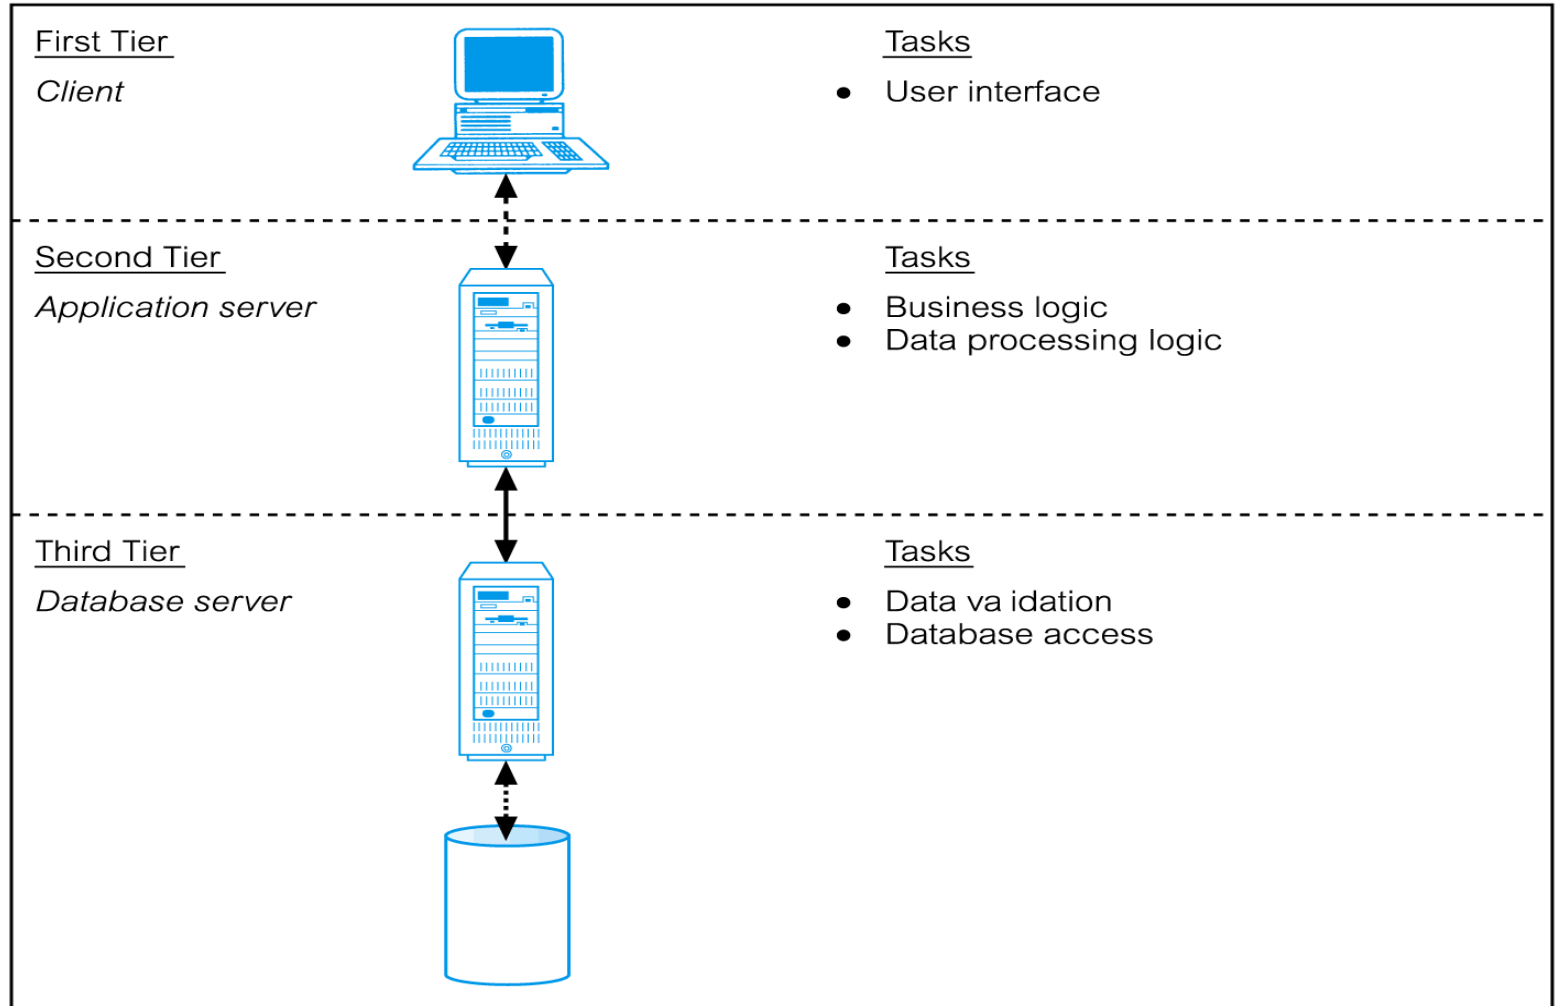 First Tier
Tasks
Client
• User interface
Second Tier
Tasks
Application server
• Business logic
• Data processing logic
Third Tier
Tasks
Database server
• Data va idation
• Database access